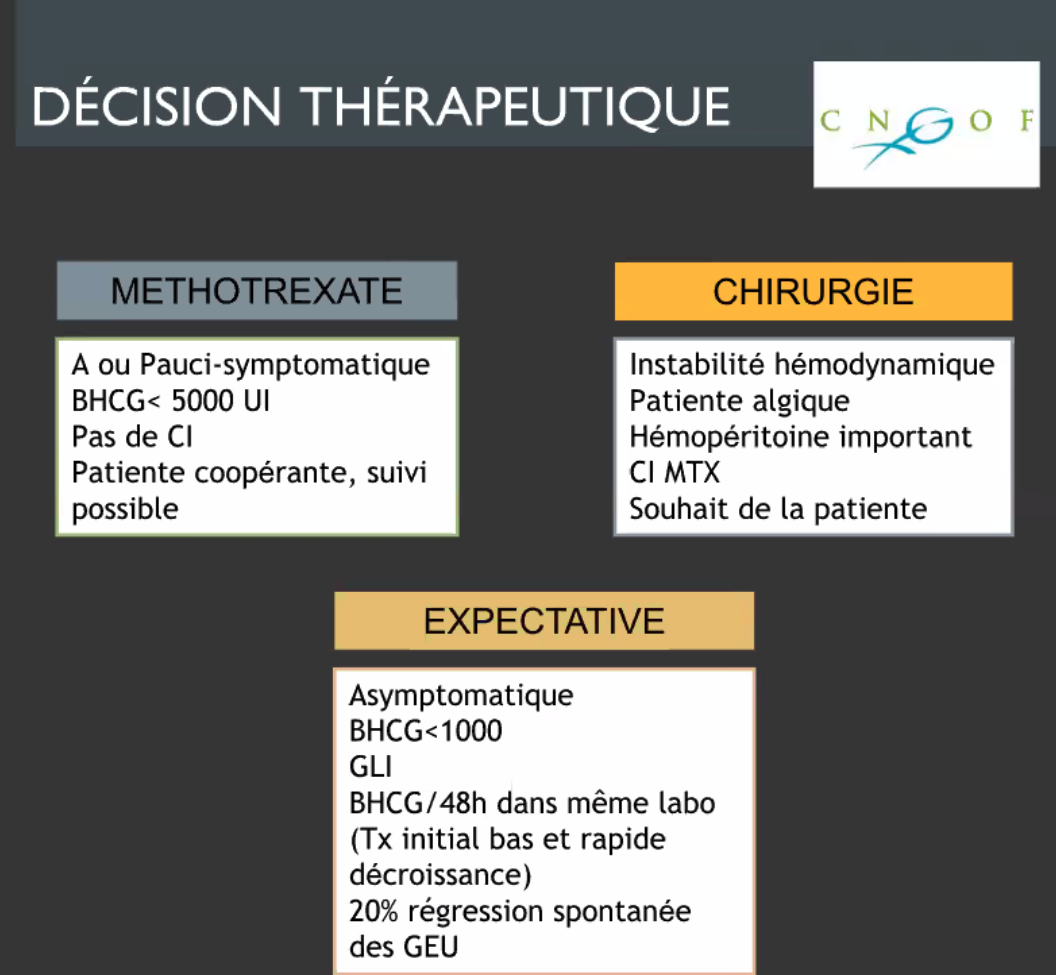 DÉCISION THÉRAPEUTIQUE
C N G O F
METHOTREXATE
A ou Pauci-symptomatique
BHCG< 5000 UI
Pas de CI
Patiente coopérante, suivi
possible
CHIRURGIE
Instabilité hémodynamique
Patiente algique
Hémopéritoine important
CI MTX
Souhait de la patiente
EXPECTATIVE
Asymptomatique
BHCG<1000
GLI
BHCG/48h dans même labo
(Tx initial bas et rapide
décroissance)
20% régression spontanée
des GEU